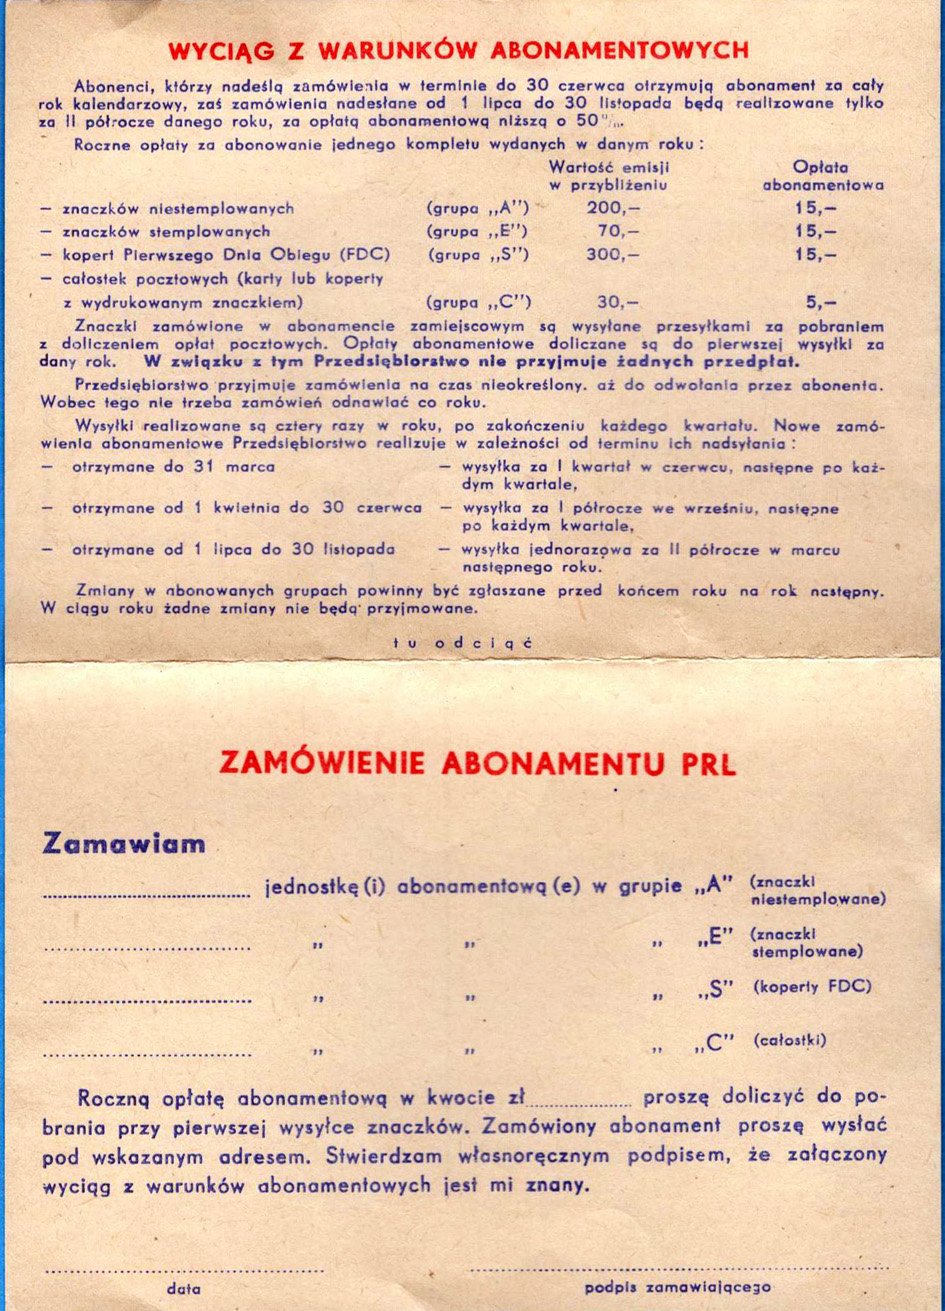 WYCIĄG Z WARUNKÓW ABONAMENTOWYCH
Abonenci, którzy nadeślą zamówienia w terminie do 30 czerwca otrzymują abonament za cały
rok kalendarzowy, zaś zamówienia nadesłane od 1 lipca do 30 listopada będą realizowane tylko
za II półrocze danego roku, za opłatą abonamentową niższą o 50%.
Roczne opłaty za abonowanie jednego kompletu wydanych w danym roku :
Wartość emisji Opłata
w przybliżeniu abonamentowa
— znaczków niestemplowanych (grupa „A") 200,— 15,—
— znaczków stemplowanych (grupa „E") 70,— 15,—
— kopert Pierwszego Dnia Obiegu (FDC) (grupa „S") 300,— 15,—
— całostek pocztowych (karty lub koperty
z wydrukowanym znaczkiem) (grupa „C") 30,— 5,—
Znaczki zamówione w abonamencie zamiejscowym są wysyłane przesyłkami za pobraniem
z doliczeniem opłat pocztowych. Opłaty abonamentowe doliczane są do pierwszej wysyłki za
dany rok. W związku z tym Przedsiębiorstwo nie przyjmuje żadnych przedpłat.
Przedsiębiorstwo przyjmuje zamówienia na czas nieokreślony. aż do odwołania przez abonenta.
Wobec tego nie trzeba zamówień odnawiać co roku.
Wysyłki realizowane są cztery razy w roku, po zakończeniu każdego kwartału. Nowe zamó-
wienia abonamentowe Przedsiębiorstwo realizuje w zależności od terminu ich nadsyłania :
— otrzymane do 31 marca — wysyłka za I kwartał w czerwcu, następne po każ-
dym kwartale,
— otrzymane od 1 kwietnia do 30 czerwca — wysyłka za I półrocze we wrześniu, następne
po każdym kwartale,
— otrzymane od 1 lipca do 30 listopada — wysyłka jednorazowa za II półrocze w marcu
następnego roku.
Zmiany w abonowanych grupach powinny być zgłaszane przed końcem roku na rok następny.
W ciągu roku żadne zmiany nie będą przyjmowane.
tu odciąć
ZAMÓWIENIE ABONAMENTU PRL
Zamawiam
.............................. jednostkę (i) abonamentową (e) w grupie „A" (znaczki
niestemplowane)
.............................. „ „ „ „E" (znaczki
stemplowane)
.............................. „ „ „ „S" (koperty FDC)
.............................. „ „ „ „C" (całostki)
Roczną opłatę abonamentową w kwocie zł.................. proszę doliczyć do po-
brania przy pierwszej wysyłce znaczków. Zamówiony abonament proszę wysłać
pod wskazanym adresem. Stwierdzam własnoręcznym podpisem, że załączony
wyciąg z warunków abonamentowych jest mi znany.
data podpis zamawiającego